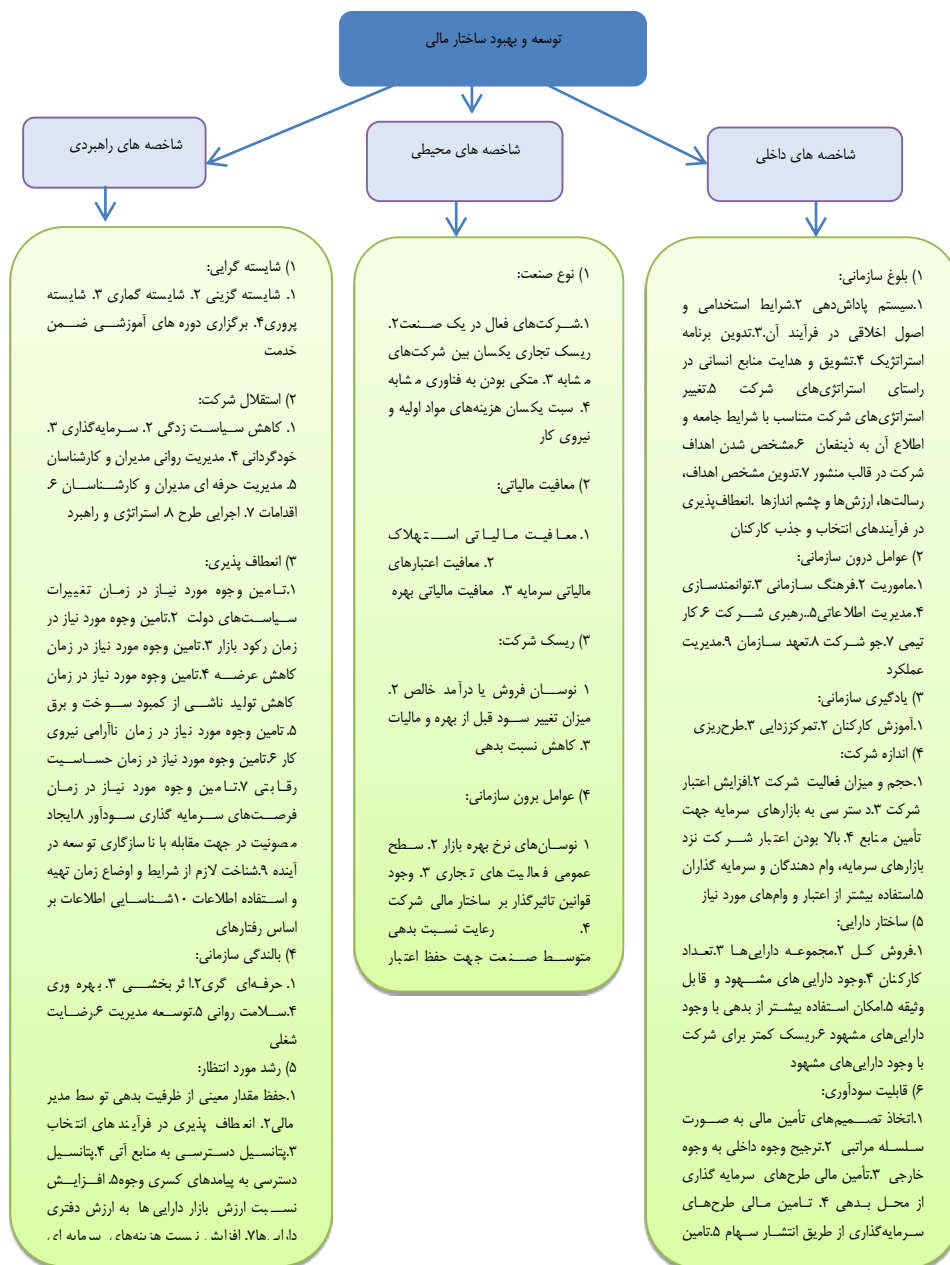 توسعه و بهبود ساختار مالی
شاخصه های داخلی
شاخصه های محیطی
شاخصه های راهبردی
۱) بلوغ سازمانی:
۱.سیستم پاداش‌دهی ۲.شرایط استخدامی و
اصول اخلاقی در فرآیند آن.۳.تدوین برنامه
استراتژیک ۴.تشویق و هدایت منابع انسانی در
راستای استراتژی‌های شرکت ۵.تغییر
استراتژی‌های شرکت متناسب با شرایط جامعه و
اطلاع آن به ذینفعان ۶.مشخص شدن اهداف
شرکت در قالب منشور ۷.تدوین مشخص اهداف،
رسالت‌ها، ارزش‌ها و چشم اندازها .انعطاف‌پذیری
در فرآیندهای انتخاب و جذب کارکنان
۲) عوامل درون سازمانی:
۱.ماموریت ۲.فرهنگ سازمانی ۳.توانمندسازی
۴.مدیریت اطلاعاتی۵..رهبری شرکت ۶.کار
تیمی ۷.جو شرکت ۸.تعهد سازمان ۹.مدیریت
عملکرد
۳) یادگیری سازمانی:
۱.آموزش کارکنان ۲.تمرکززدایی ۳.طرح‌ریزی
۴) اندازه شرکت:
۱.حجم و میزان فعالیت شرکت ۲.افزایش اعتبار
شرکت ۳.دسترسی به بازارهای سرمایه جهت
تأمین منابع ۴.بالا بودن اعتبار شرکت نزد
بازارهای سرمایه، وام دهندگان و سرمایه گذاران
۵.استفاده بیشتر از اعتبار و وام‌های مورد نیاز
۵) ساختار دارایی:
۱.فروش کل ۲.مجموعه دارایی‌ها ۳.تعداد
کارکنان ۴.وجود دارایی های مشهود و قابل
وثیقه ۵.امکان استفاده بیشتر از بدهی با وجود
دارایی‌های مشهود ۶.ریسک کمتر برای شرکت
با وجود دارایی‌های مشهود
۶) قابلیت سودآوری:
۱.اتخاذ تصمیم‌های تأمین مالی به صورت
سلسله مراتبی ۲.ترجیح وجوه داخلی به وجوه
خارجی ۳.تأمین مالی طرح‌های سرمایه گذاری
از محل بدهی ۴. تامین مالی طرح‌های
سرمایه‌گذاری از طریق انتشار سهام ۵.تامین
۱) نوع صنعت:
۱.شرکت‌های فعال در یک صنعت۲.
ریسک تجاری یکسان بین شرکت‌های
مشابه ۳. متکی بودن به فناوری مشابه
۴. سبت یکسان هزینه‌های مواد اولیه و
نیروی کار
۲) معافیت مالیاتی:
۱. معافیت مالیاتی استهلاک
۲. معافیت اعتبارهای
مالیاتی سرمایه ۳. معافیت مالیاتی بهره
۳) ریسک شرکت:
۱ نوسان فروش یا درآمد خالص ۲.
میزان تغییر سود قبل از بهره و مالیات
۳. کاهش نسبت بدهی
۴) عوامل برون سازمانی:
۱ نوسان‌های نرخ بهره بازار ۲. سطح
عمومی فعالیت های تجاری ۳. وجود
قوانین تاثیرگذار بر ساختار مالی شرکت
۴. رعایت نسبت بدهی
متوسط صنعت جهت حفظ اعتبار
۱) شایسته گرایی:
۱. شایسته گزینی ۲. شایسته گماری ۳. شایسته
پروری۴. برگزاری دوره های آموزشی ضمن
خدمت
۲) استقلال شرکت:
۱. کاهش سیاست زدگی ۲. سرمایه‌گذاری ۳.
خودگردانی ۴. مدیریت روانی مدیران و کارشناسان
۵. مدیریت حرفه ای مدیران و کارشناسان ۶.
اقدامات ۷. اجرایی طرح ۸. استراتژی و راهبرد
۳) انعطاف پذیری:
۱.تامین وجوه مورد نیاز در زمان تغییرات
سیاست‌های دولت ۲.تامین وجوه مورد نیاز در
زمان رکود بازار ۳.تامین وجوه مورد نیاز در زمان
کاهش عرضه ۴.تامین وجوه مورد نیاز در زمان
کاهش تولید ناشی از کمبود سوخت و برق
۵.تامین وجوه مورد نیاز در زمان ناآرامی نیروی
کار ۶.تامین وجوه مورد نیاز در زمان حساسیت
رقابتی ۷.تامین وجوه مورد نیاز در زمان
فرصت‌های سرمایه گذاری سودآور ۸.ایجاد
مصونیت در جهت مقابله با ناسازگاری توسعه در
آینده ۹.شناخت لازم از شرایط و اوضاع زمان تهیه
و استفاده اطلاعات ۱۰.شناسایی اطلاعات بر
اساس رفتارهای
۴) بالندگی سازمانی:
۱. حرفه‌ای گری۲.اثر بخشی ۳. بهره وری
۴.سلامت روانی ۵.توسعه مدیریت ۶.رضایت
شغلی
۵) رشد مورد انتظار:
۱.حفظ مقدار معینی از ظرفیت بدهی توسط مدیر
مالی۲. انعطاف پذیری در فرآیندهای انتخاب
۳.پتانسیل دسترسی به منابع آتی ۴.پتانسیل
دسترسی به پیامدهای کسری وجوه۵. افزایش
نسبت ارزش بازار دارایی ها به ارزش دفتری
دارایی‌ها۷. افزایش نسبت هزینه‌های سرمایه ای